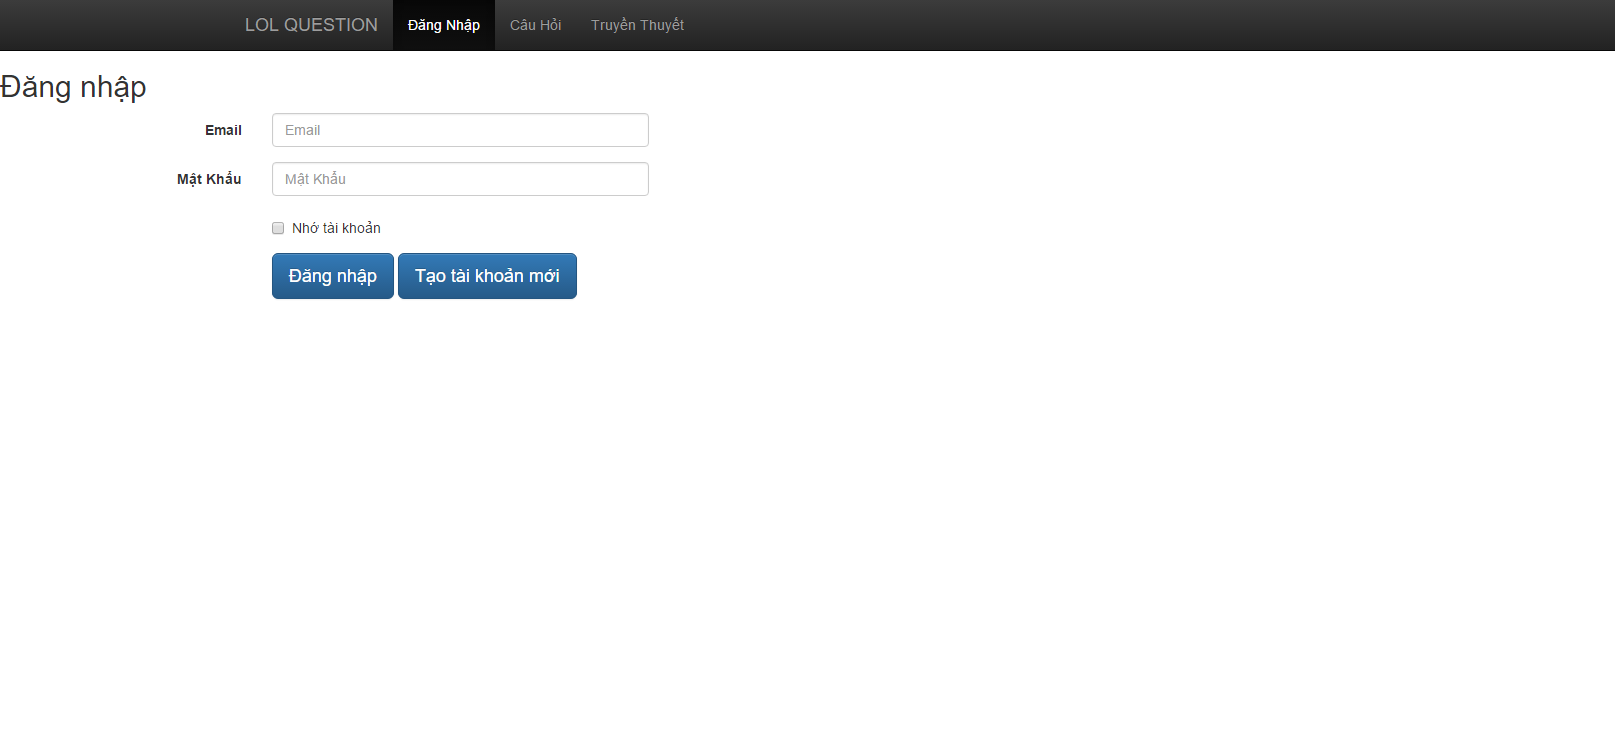 LOL QUESTION Đăng Nhập Câu Hỏi Truyền Thuyết
Đăng nhập
Email Email
Mật Khẩu Mật Khẩu
Nhớ tài khoản
Đăng nhập Tạo tài khoản mới